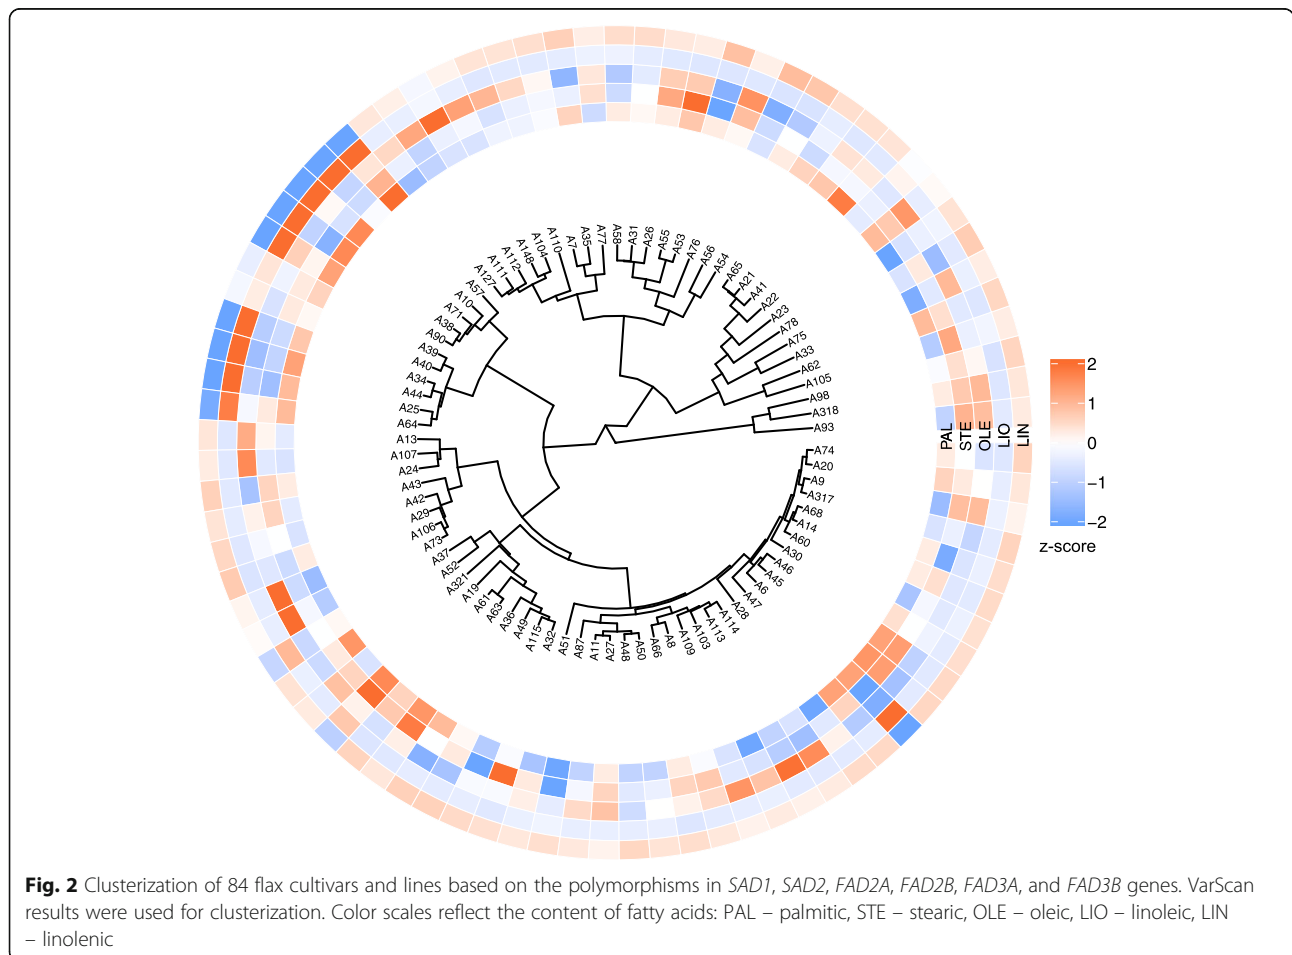 A58
A31
A26
A55
A53
A76
A56
A54
A65
A21
A41
A22
A23
A78
A75
A33
A62
A105
A98
A318
A93
A74
A20
A9
A317
A68
A14
A60
A30
A46
A45
A6
A47
A28
A114
A113
A103
A109
A8
A66
A50
A48
A27
A11
A87
A51
A32
A115
A49
A36
A63
A61
A19
A321
A52
A37
A73
A106
A29
A42
A43
A24
A107
A13
A64
A25
A44
A34
A40
A39
A90
A38
A71
A10
A57
A127
A111
A112
A148
A104
A110
A7
A35
A77
PAL
STE
OLE
LIO
LIN
2
1
0
−1
−2
z-score
Fig. 2 Clusterization of 84 flax cultivars and lines based on the polymorphisms in SAD1, SAD2, FAD2A, FAD2B, FAD3A, and FAD3B genes. VarScan
results were used for clusterization. Color scales reflect the content of fatty acids: PAL – palmitic, STE – stearic, OLE – oleic, LIO – linoleic, LIN
– linolenic